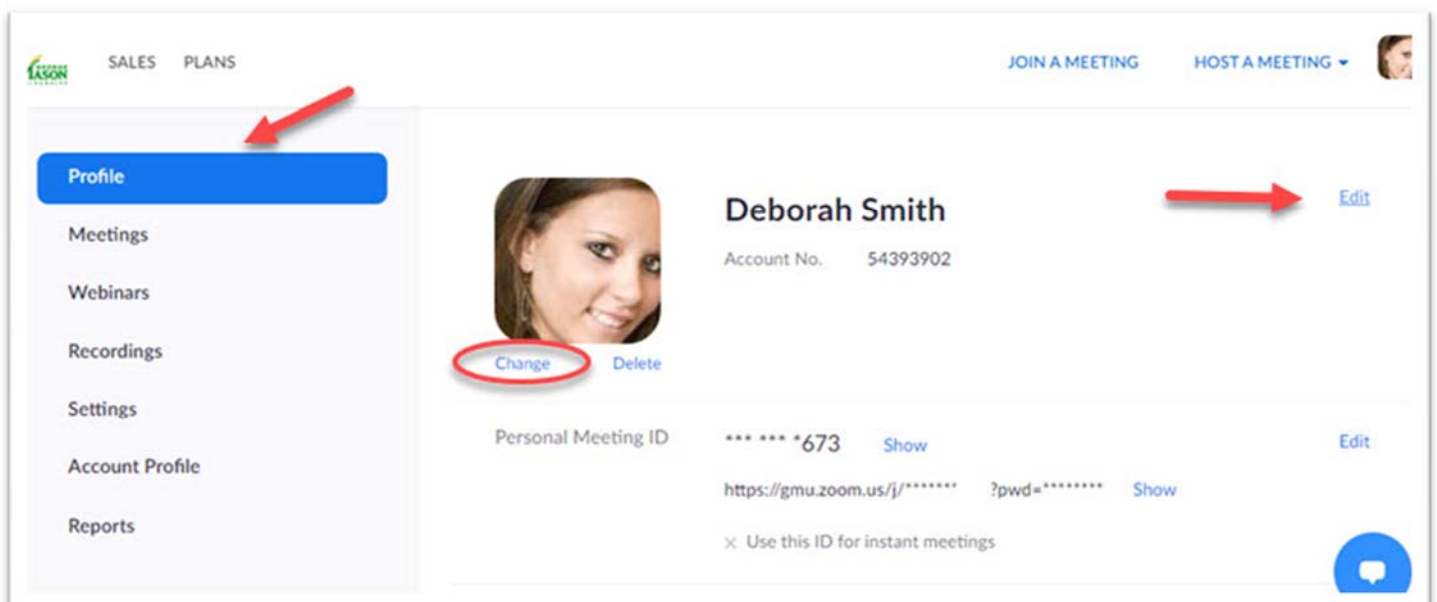 SALES PLANS JOIN A MEETING HOST A MEETING
Profile
Meetings
Webinars
Recordings
Settings
Account Profile
Reports
Deborah Smith
Edit
Account No. 54393902
Change Delete
Personal Meeting ID *** *** *673 Show Edit
https://gmu.zoom.us/j/******* ?pwd=******** Show
× Use this ID for instant meetings